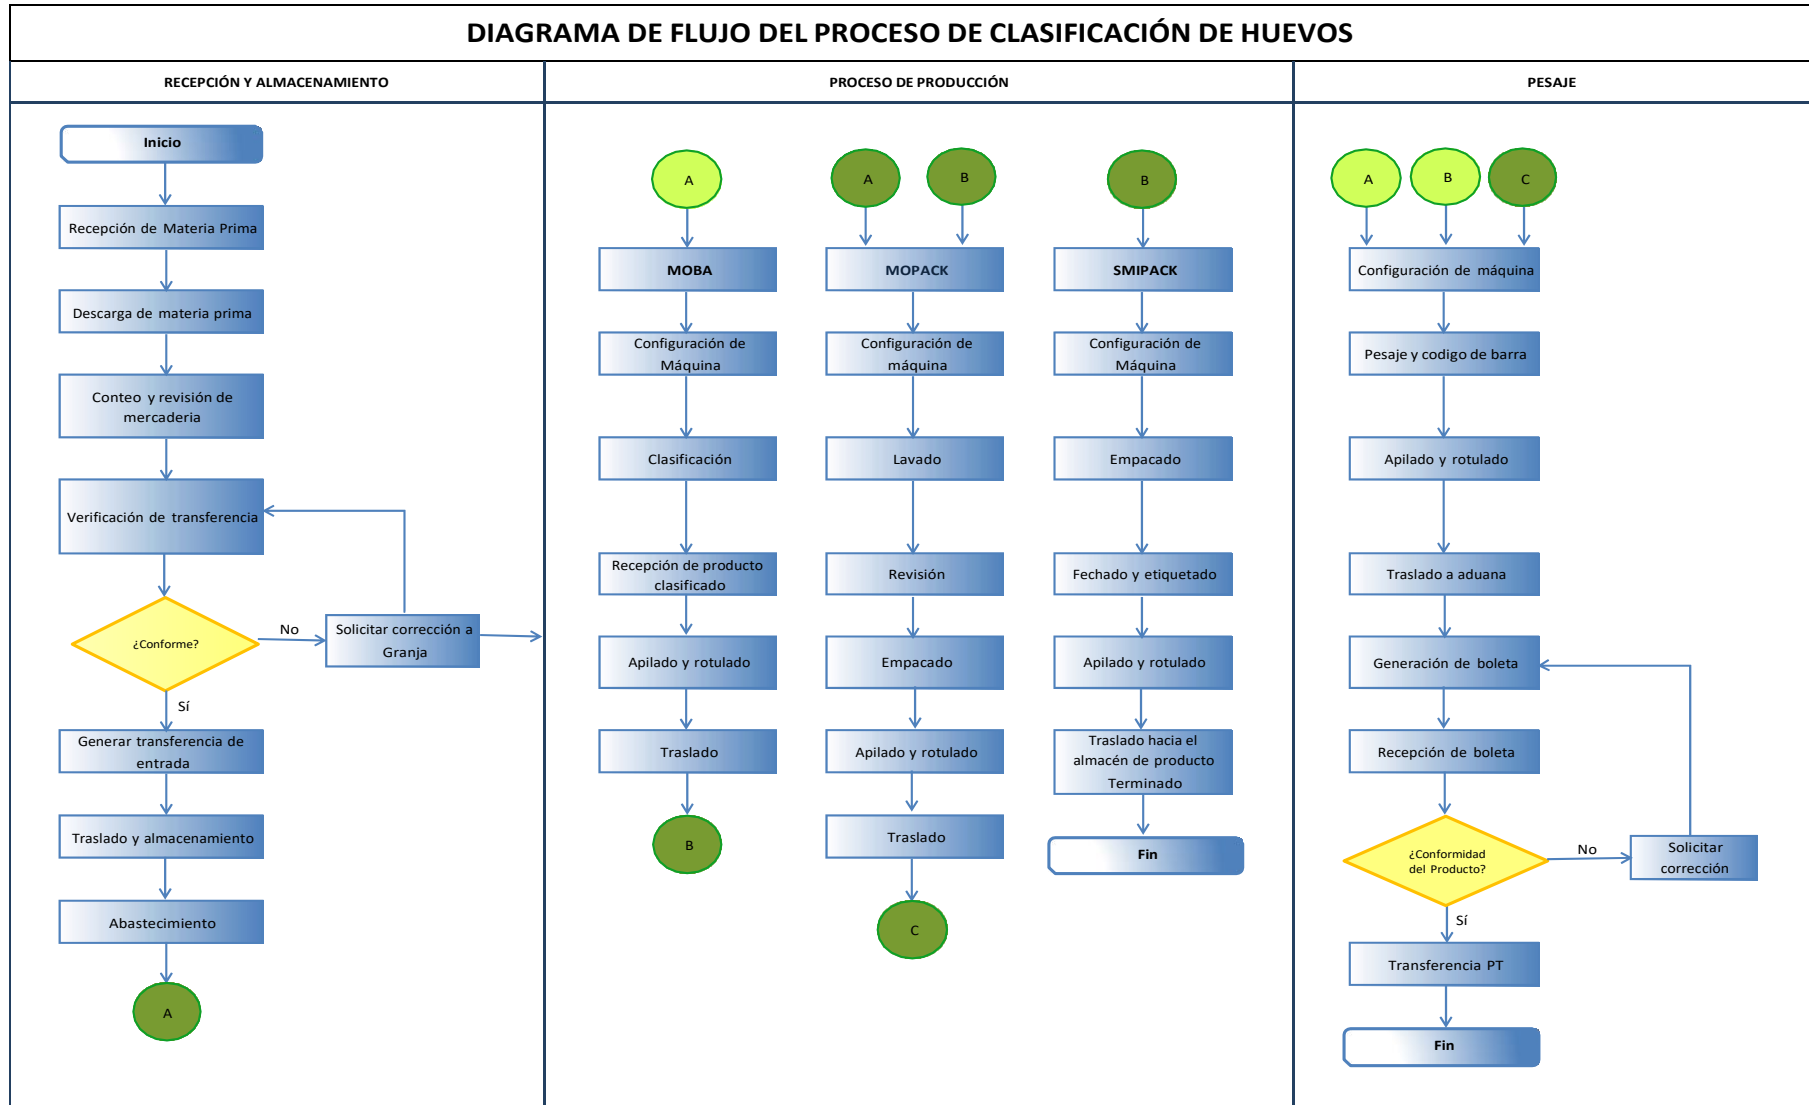 DIAGRAMA DE FLUJO DEL PROCESO DE CLASIFICACIÓN DE HUEVOS
RECEPCIÓN Y ALMACENAMIENTO
PROCESO DE PRODUCCIÓN
PESAJE
Inicio
Recepción de Materia Prima
Descarga de materia prima
Conteo y revisión de
mercaderia
Verificación de transferencia
¿Conforme?
No
Solicitar corrección a
Granja
Sí
Generar transferencia de
entrada
Traslado y almacenamiento
Abastecimiento
A
A
MOBA
Configuración de
Máquina
Clasificación
Recepción de producto
clasificado
Apilado y rotulado
Traslado
B
A
B
MOPACK
Configuración de
máquina
Lavado
Revisión
Empacado
Apilado y rotulado
Traslado
C
B
SMIPACK
Configuración de
Máquina
Empacado
Fechado y etiquetado
Apilado y rotulado
Traslado hacia el
almacén de producto
Terminado
Fin
A
B
C
Configuración de máquina
Pesaje y codigo de barra
Apilado y rotulado
Traslado a aduana
Generación de boleta
Recepción de boleta
¿Conformidad
del Producto?
No
Solicitar
corrección
Sí
Transferencia PT
Fin